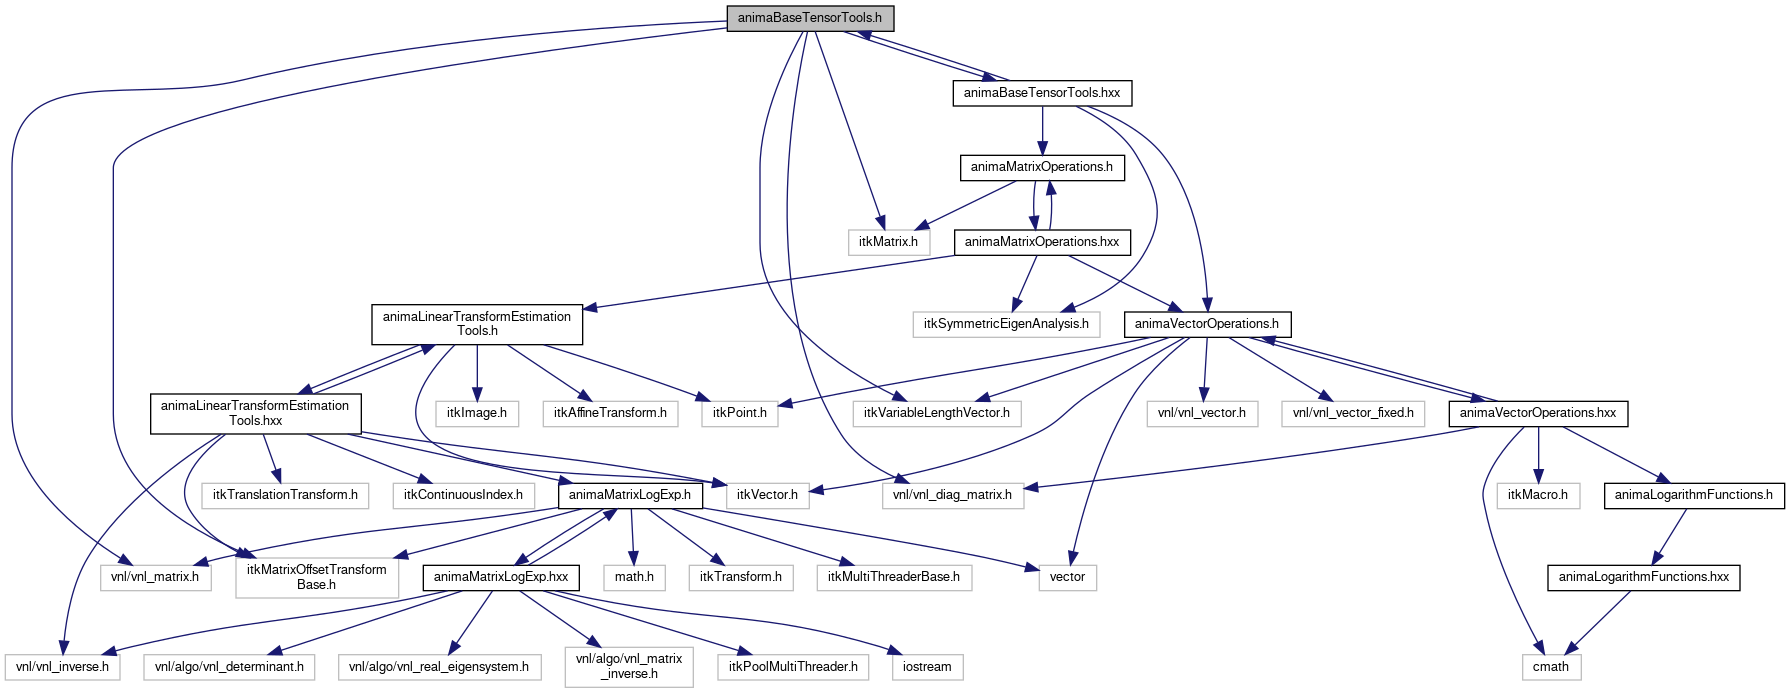 animaBaseTensorTools.h
animaBaseTensorTools.hxx
animaMatrixOperations.h
itkMatrix.h
animaMatrixOperations.hxx
animaLinearTransformEstimation
Tools.h
itkSymmetricEigenAnalysis.h
animaVectorOperations.h
animaLinearTransformEstimation
Tools.hxx
itkImage.h
itkAffineTransform.h
itkPoint.h
itkVariableLengthVector.h
vnl/vnl_vector.h
vnl/vnl_vector_fixed.h
animaVectorOperations.hxx
itkTranslationTransform.h
itkContinuousIndex.h
animaMatrixLogExp.h
itkVector.h
vnl/vnl_diag_matrix.h
itkMacro.h
animaLogarithmFunctions.h
vnl/vnl_matrix.h
itkMatrixOffsetTransform
Base.h
animaMatrixLogExp.hxx
math.h
itkTransform.h
itkMultiThreaderBase.h
vector
animaLogarithmFunctions.hxx
vnl/vnl_inverse.h
vnl/algo/vnl_determinant.h
vnl/algo/vnl_real_eigensystem.h
vnl/algo/vnl_matrix
_inverse.h
itkPoolMultiThreader.h
iostream
cmath